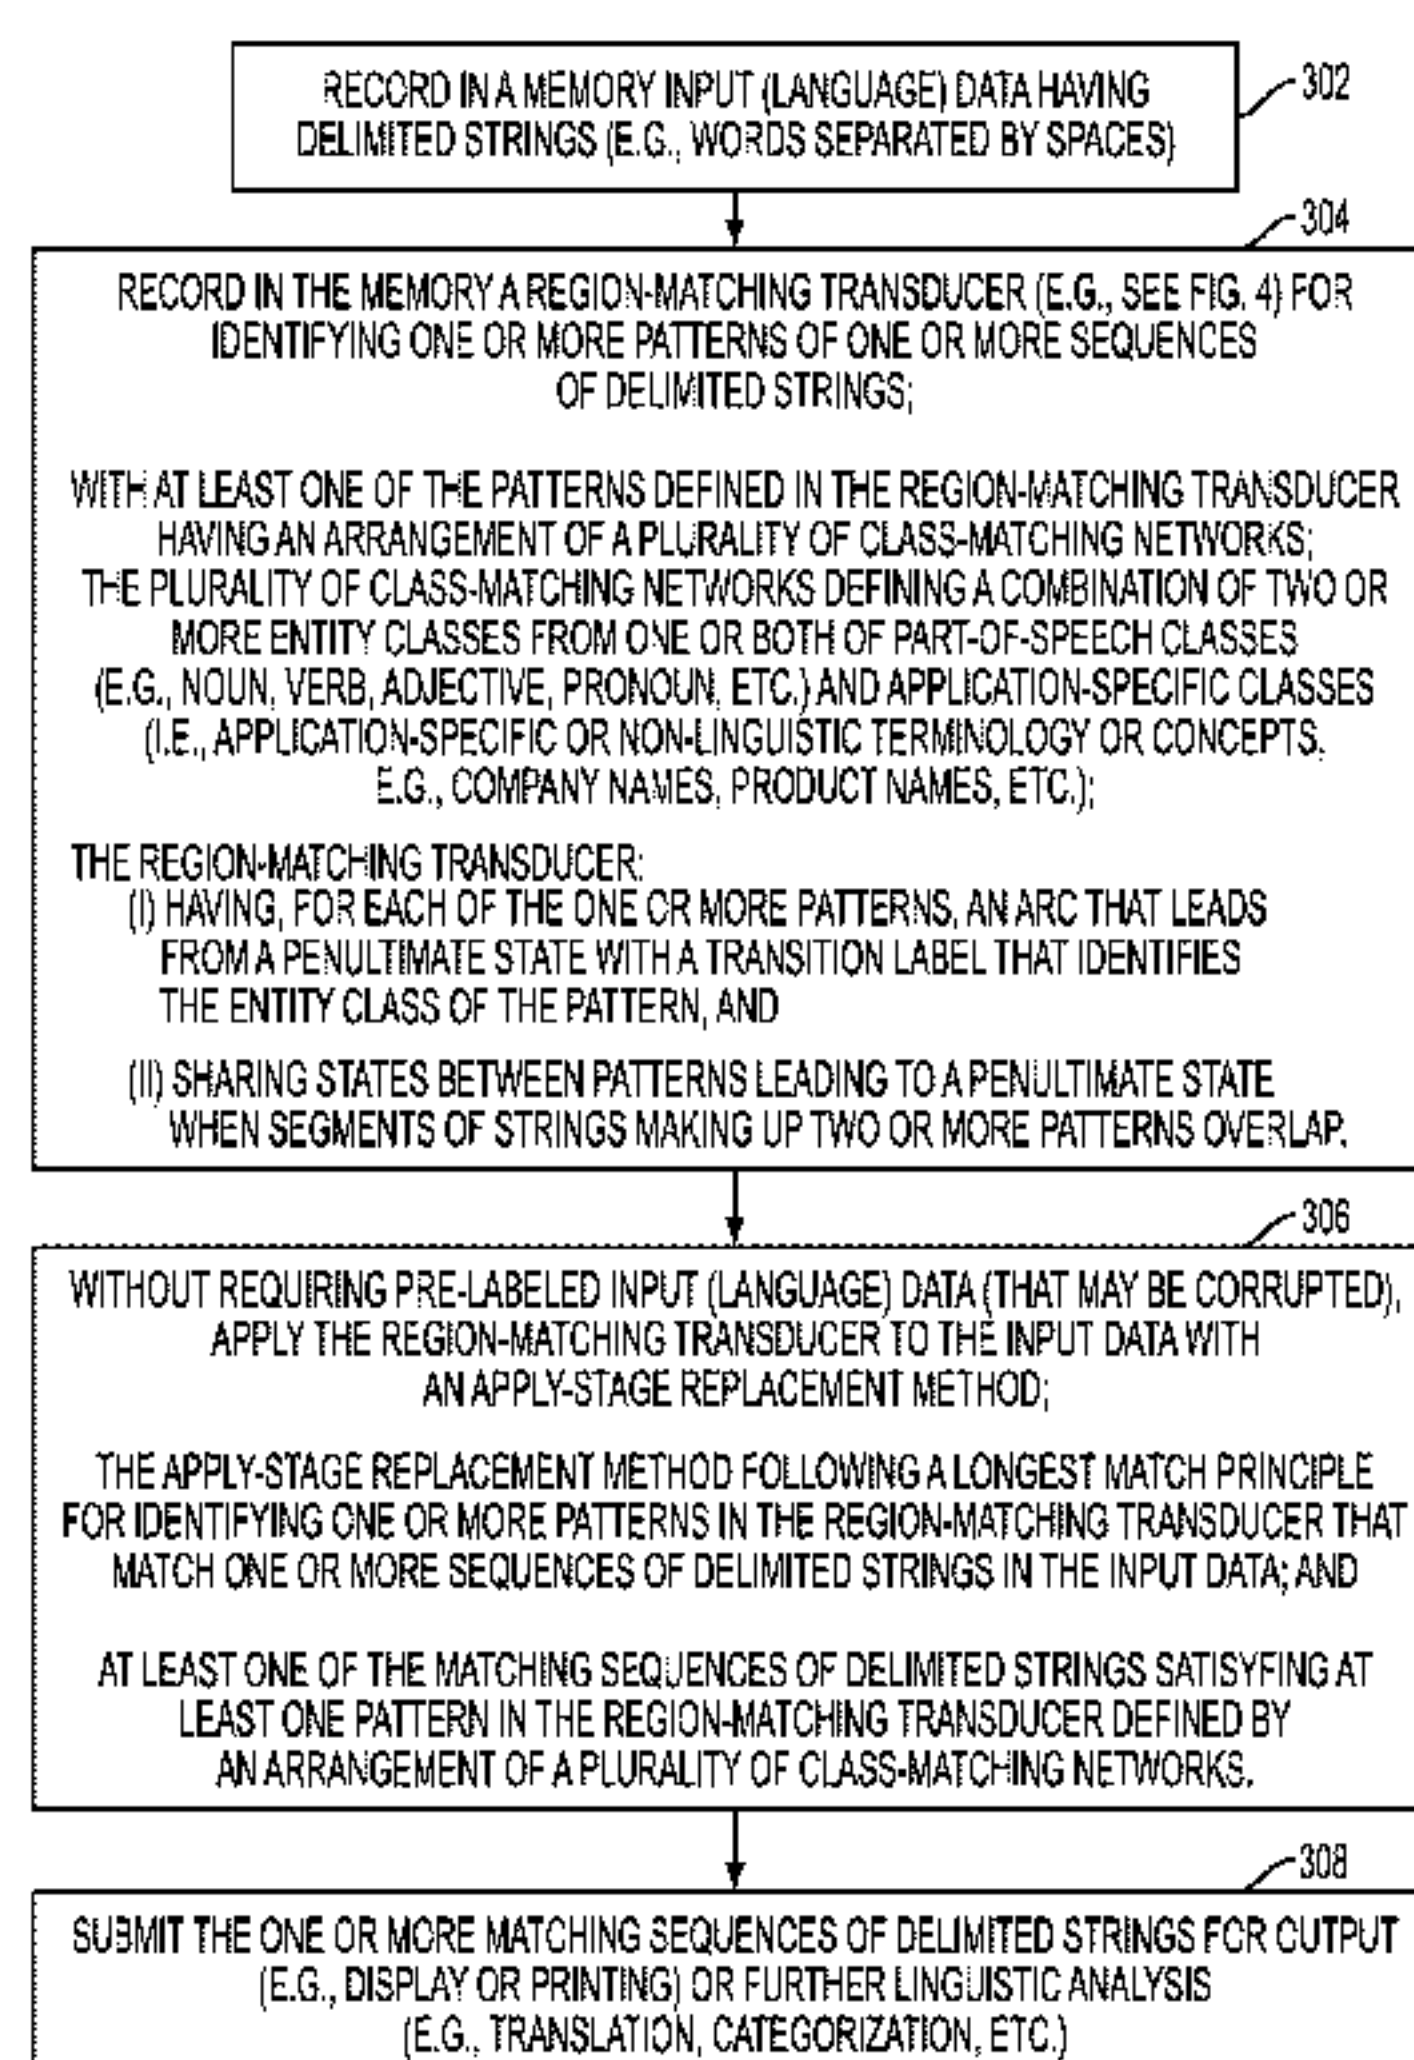 RECORD IN A MEMORY INPUT (LANGUAGE) DATA HAVING
DELIMITED STRINGS (E.G., WORDS SEPARATED BY SPACES)
302
304
RECORD IN THE MEMORY A REGION-MATCHING TRANSDUCER (E.G., SEE FIG. 4) FOR
IDENTIFYING ONE OR MORE PATTERNS OF ONE OR MORE SEQUENCES
OF DELIMITED STRINGS;
WITH AT LEAST ONE OF THE PATTERNS DEFINED IN THE REGION-MATCHING TRANSDUCER
HAVING AN ARRANGEMENT OF A PLURALITY OF CLASS-MATCHING NETWORKS;
THE PLURALITY OF CLASS-MATCHING NETWORKS DEFINING A COMBINATION OF TWO OR
MORE ENTITY CLASSES FROM ONE OR BOTH OF PART-OF-SPEECH CLASSES
(E.G., NOUN, VERB, ADJECTIVE, PRONOUN, ETC.) AND APPLICATION-SPECIFIC CLASSES
(I.E., APPLICATION-SPECIFIC OR NON-LINGUISTIC TERMINOLOGY OR CONCEPTS,
E.G., COMPANY NAMES, PRODUCT NAMES, ETC.);
THE REGION-MATCHING TRANSDUCER:
(I) HAVING, FOR EACH OF THE ONE OR MORE PATTERNS, AN ARC THAT LEADS
FROM A PENULTIMATE STATE WITH A TRANSITION LABEL THAT IDENTIFIES
THE ENTITY CLASS OF THE PATTERN, AND
(II) SHARING STATES BETWEEN PATTERNS LEADING TO A PENULTIMATE STATE
WHEN SEGMENTS OF STRINGS MAKING UP TWO OR MORE PATTERNS OVERLAP.
306
WITHOUT REQUIRING PRE-LABELED INPUT (LANGUAGE) DATA (THAT MAY BE CORRUPTED),
APPLY THE REGION-MATCHING TRANSDUCER TO THE INPUT DATA WITH
AN APPLY-STAGE REPLACEMENT METHOD;
THE APPLY-STAGE REPLACEMENT METHOD FOLLOWING A LONGEST MATCH PRINCIPLE
FOR IDENTIFYING ONE OR MORE PATTERNS IN THE REGION-MATCHING TRANSDUCER THAT
MATCH ONE OR MORE SEQUENCES OF DELIMITED STRINGS IN THE INPUT DATA; AND
AT LEAST ONE OF THE MATCHING SEQUENCES OF DELIMITED STRINGS SATISYFING AT
LEAST ONE PATTERN IN THE REGION-MATCHING TRANSDUCER DEFINED BY
AN ARRANGEMENT OF A PLURALITY OF CLASS-MATCHING NETWORKS.
308
SUBMIT THE ONE OR MORE MATCHING SEQUENCES OF DELIMITED STRINGS FOR OUTPUT
(E.G., DISPLAY OR PRINTING) OR FURTHER LINGUISTIC ANALYSIS
(E.G., TRANSLATION, CATEGORIZATION, ETC.)